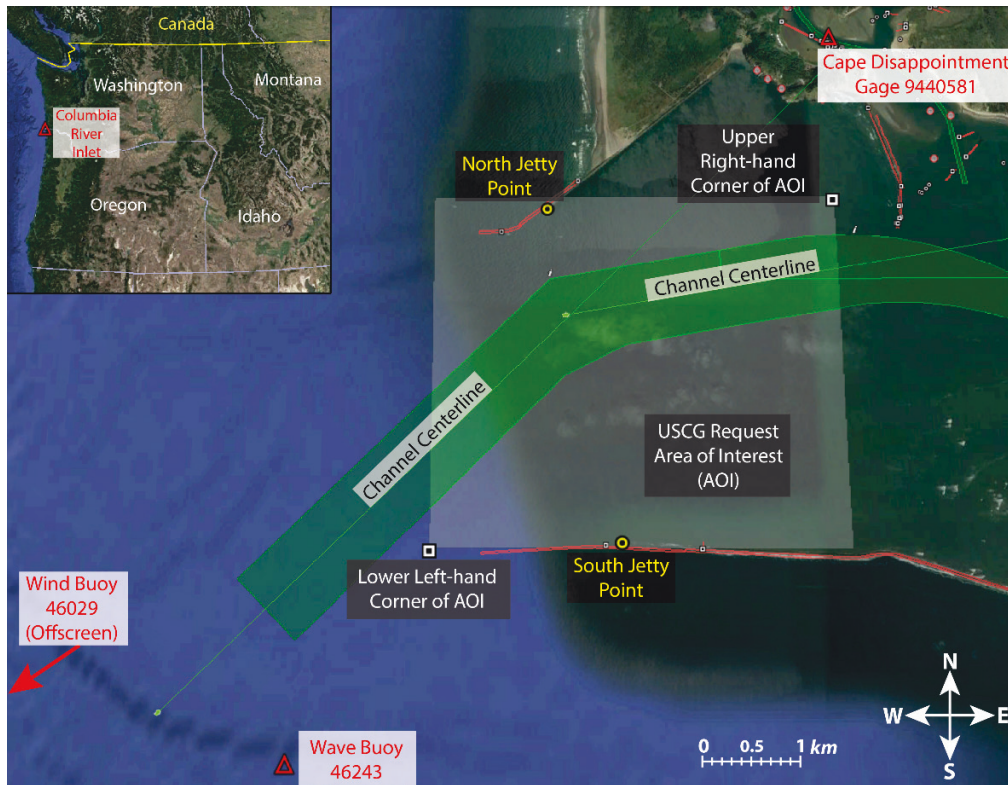 Canada
Washington
Montana
Columbia
River
Inlet
Oregon
Idaho
Cape Disappointment
Gage 9440581
Upper
Right-hand
Corner of AOI
North Jetty
Point
Channel Centerline
Channel Centerline
USCG Request
Area of Interest
(AOI)
Lower Left-hand
Corner of AOI
South Jetty
Point
Wind Buoy
46029
(Offscreen)
Wave Buoy
46243
0 0.5 1 km
N
W E
S